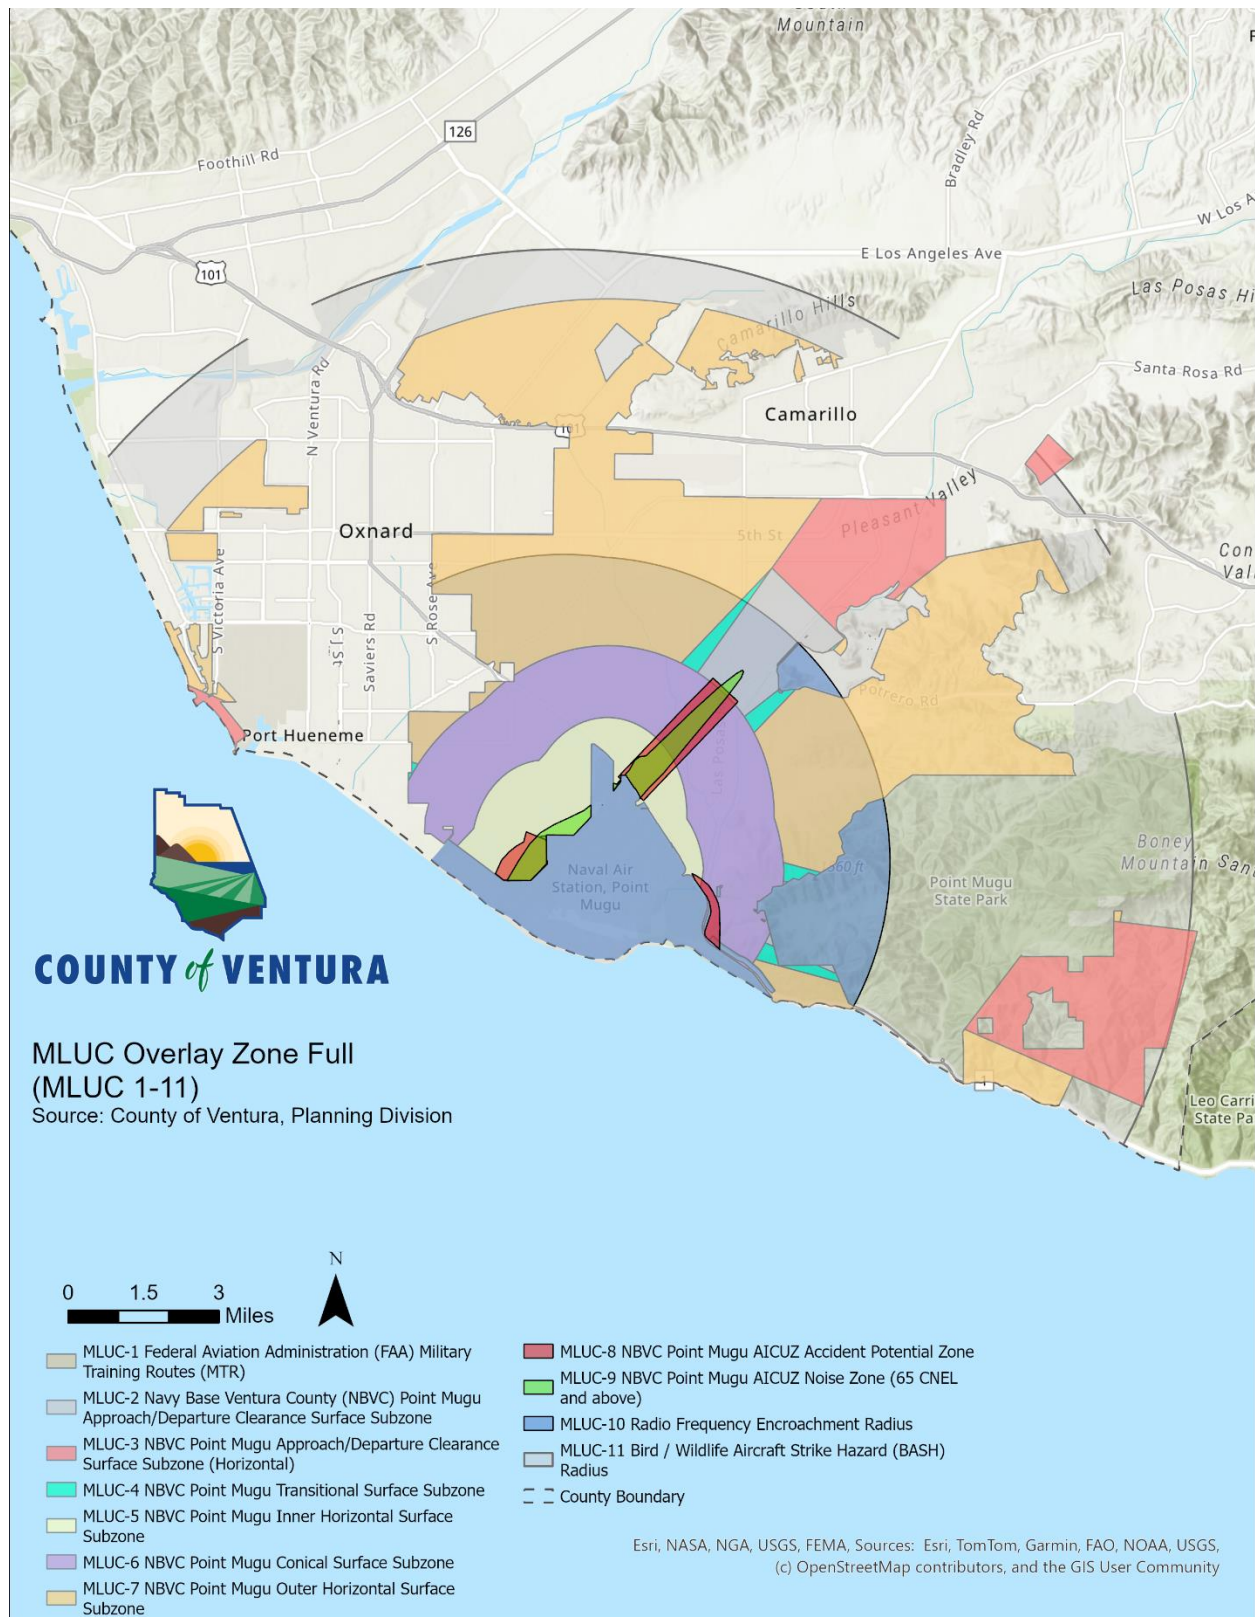 Mountain
126
Foothill Rd
Bradley Rd
W Los A
101
E Los Angeles Ave
Las Posas Hi
Camarillo Hills
N Ventura Rd
Santa Rosa Rd
Camarillo
101
Pleasant Valley
Oxnard
5th St
Con
Val
S Victoria Ave
S J St
Saviers Rd
S Rose Ave
Potrero Rd
Port Hueneme
Las Posas
Boney
Mountain San
Naval Air
Station, Point
Mugu
560 ft
Point Mugu
State Park
COUNTY of VENTURA
MLUC Overlay Zone Full
(MLUC 1-11)
Source: County of Ventura, Planning Division
1
Leo Carri
State Pa
N
0 1.5 3
Miles
MLUC-1 Federal Aviation Administration (FAA) Military
Training Routes (MTR)
MLUC-2 Navy Base Ventura County (NBVC) Point Mugu
Approach/Departure Clearance Surface Subzone
MLUC-3 NBVC Point Mugu Approach/Departure Clearance
Surface Subzone (Horizontal)
MLUC-4 NBVC Point Mugu Transitional Surface Subzone
MLUC-5 NBVC Point Mugu Inner Horizontal Surface
Subzone
MLUC-6 NBVC Point Mugu Conical Surface Subzone
MLUC-7 NBVC Point Mugu Outer Horizontal Surface
Subzone
MLUC-8 NBVC Point Mugu AICUZ Accident Potential Zone
MLUC-9 NBVC Point Mugu AICUZ Noise Zone (65 CNEL
and above)
MLUC-10 Radio Frequency Encroachment Radius
MLUC-11 Bird / Wildlife Aircraft Strike Hazard (BASH)
Radius
County Boundary
Esri, NASA, NGA, USGS, FEMA, Sources: Esri, TomTom, Garmin, FAO, NOAA, USGS,
(c) OpenStreetMap contributors, and the GIS User Community